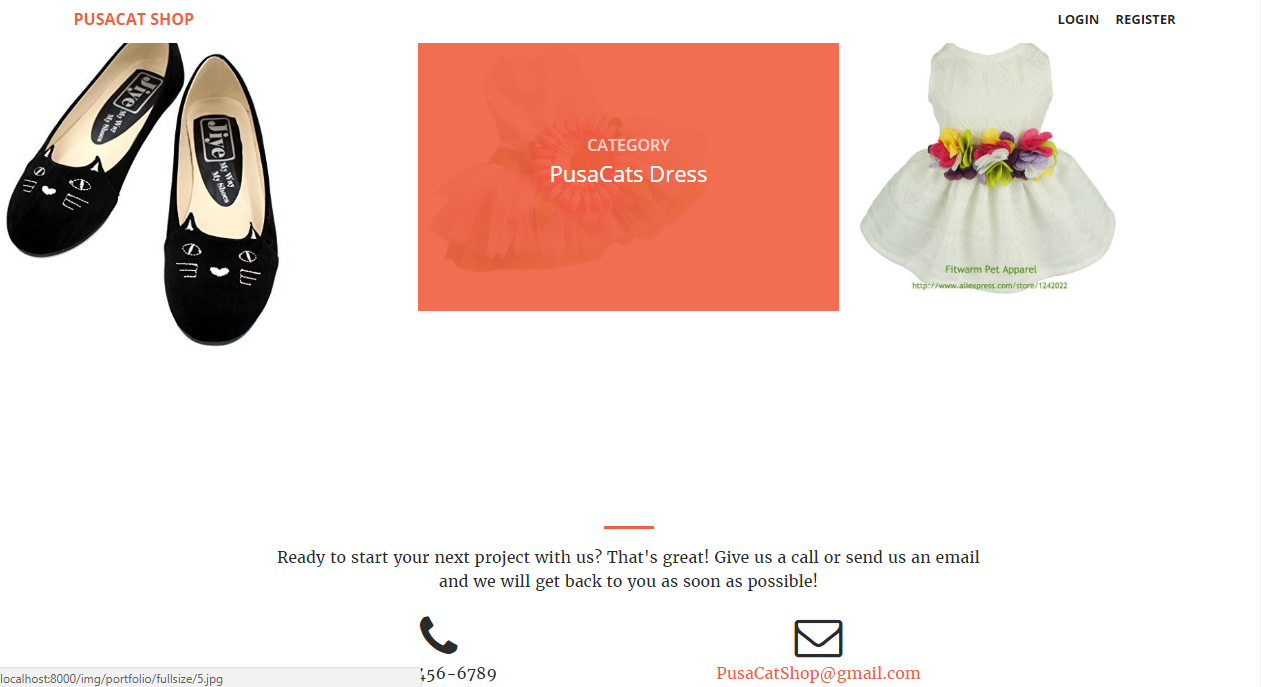 PUSACAT SHOP
LOGIN REGISTER
Jiye
My Way
My Shoes
Jiye
My Way
My Shoes
CATEGORY
PusaCats Dress
Fitwarm Pet Apparel
http://www.aliexpress.com/store/1242022
Ready to start your next project with us? That's great! Give us a call or send us an email
and we will get back to you as soon as possible!
456-6789
PusaCatShop@gmail.com
localhost:8000/img/portfolio/fullsize/5.jpg